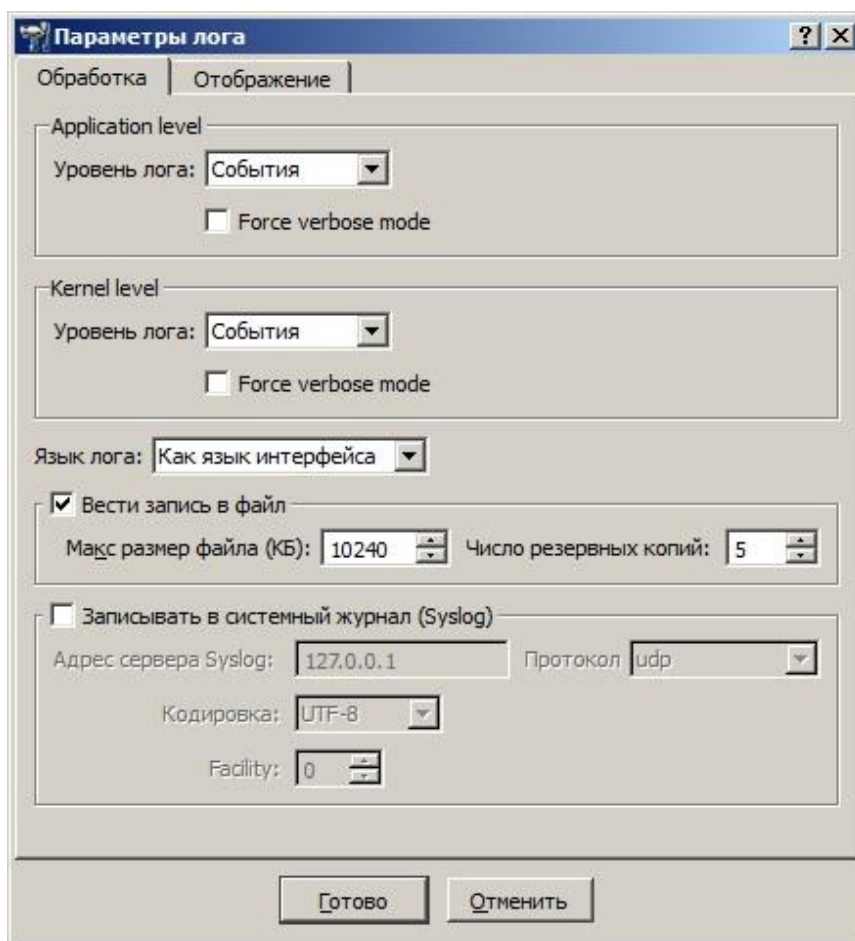 Параметры лога
Обработка Отображение
Application level
Уровень лога: События
Force verbose mode
Kernel level
Уровень лога: События
Force verbose mode
Язык лога: Как язык интерфейса
Вести запись в файл
Макс размер файла (КБ): 10240 Число резервных копий: 5
Записывать в системный журнал (Syslog)
Адрес сервера Syslog: 127.0.0.1 Протокол udp
Кодировка: UTF-8
Facility: 0
Готово Отменить